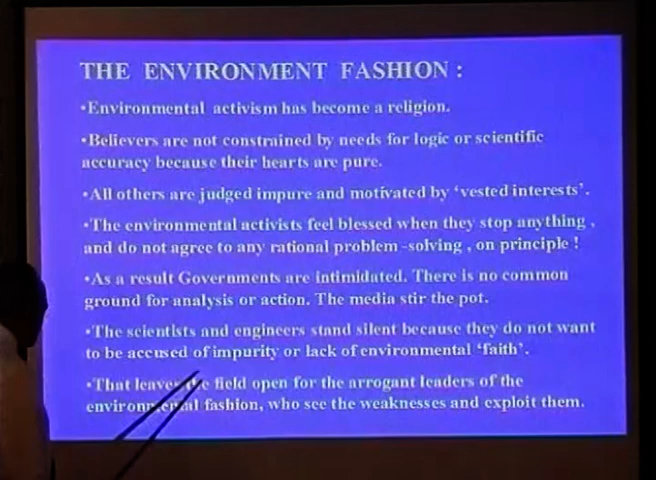 THE ENVIRONMENT FASHION :
•Environmental activism has become a religion.
•Believers are not constrained by needs for logic or scientific
accuracy because their hearts are pure.
•All others are judged impure and motivated by ‘vested interests’.
•The environmental activists feel blessed when they stop anything ,
and do not agree to any rational problem -solving , on principle !
•As a result Governments are intimidated. There is no common
ground for analysis or action. The media stir the pot.
•The scientists and engineers stand silent because they do not want
to be accused of impurity or lack of environmental ‘faith’.
•That leaves the field open for the arrogant leaders of the
environmental fashion, who see the weaknesses and exploit them.